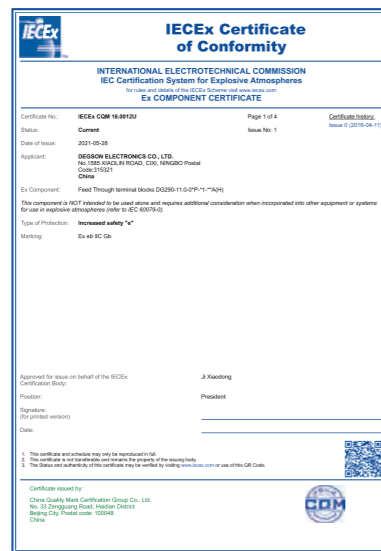 IECEx
IECEx Certificate
of Conformity
INTERNATIONAL ELECTROTECHNICAL COMMISSION
IEC Certification System for Explosive Atmospheres
for rules and details of the IECEx Scheme visit www.iecex.com
Ex COMPONENT CERTIFICATE
Certificate No.: IECEx CQM 16.0012U Page 1 of 4 Certificate history:
Status: Current Issue No: 1 Issue 0 (2016-04-11)
Date of Issue: 2021-05-28
Applicant: DEGSON ELECTRONICS CO., LTD.
No.1585 XIAOLIN ROAD, CIXI, NINGBO Postal
Code:315321
China
Ex Component: Feed Through terminal blocks DG290-11.0-0*P-*1-**A(H)
This component is NOT intended to be used alone and requires additional consideration when incorporated into other equipment or systems
for use in explosive atmospheres (refer to IEC 60079-0).
Type of Protection: Increased safety "e"
Marking: Ex eb IIC Gb
Approved for issue on behalf of the IECEx Ji Xiaodong
Certification Body:
Position: President
Signature:
(for printed version)
Date:
1. This certificate and schedule may only be reproduced in full.
2. This certificate is not transferable and remains the property of the issuing body.
3. The Status and authenticity of this certificate may be verified by visiting www.iecex.com or use of this QR Code.
Certificate issued by:
China Quality Mark Certification Group Co., Ltd.
No. 33 Zengguang Road, Haidian District
Beijing City, Postal code: 100048
China
CQM